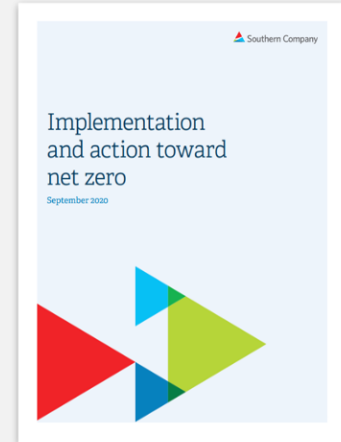 Southern Company
Implementation
and action toward
net zero
September 2020